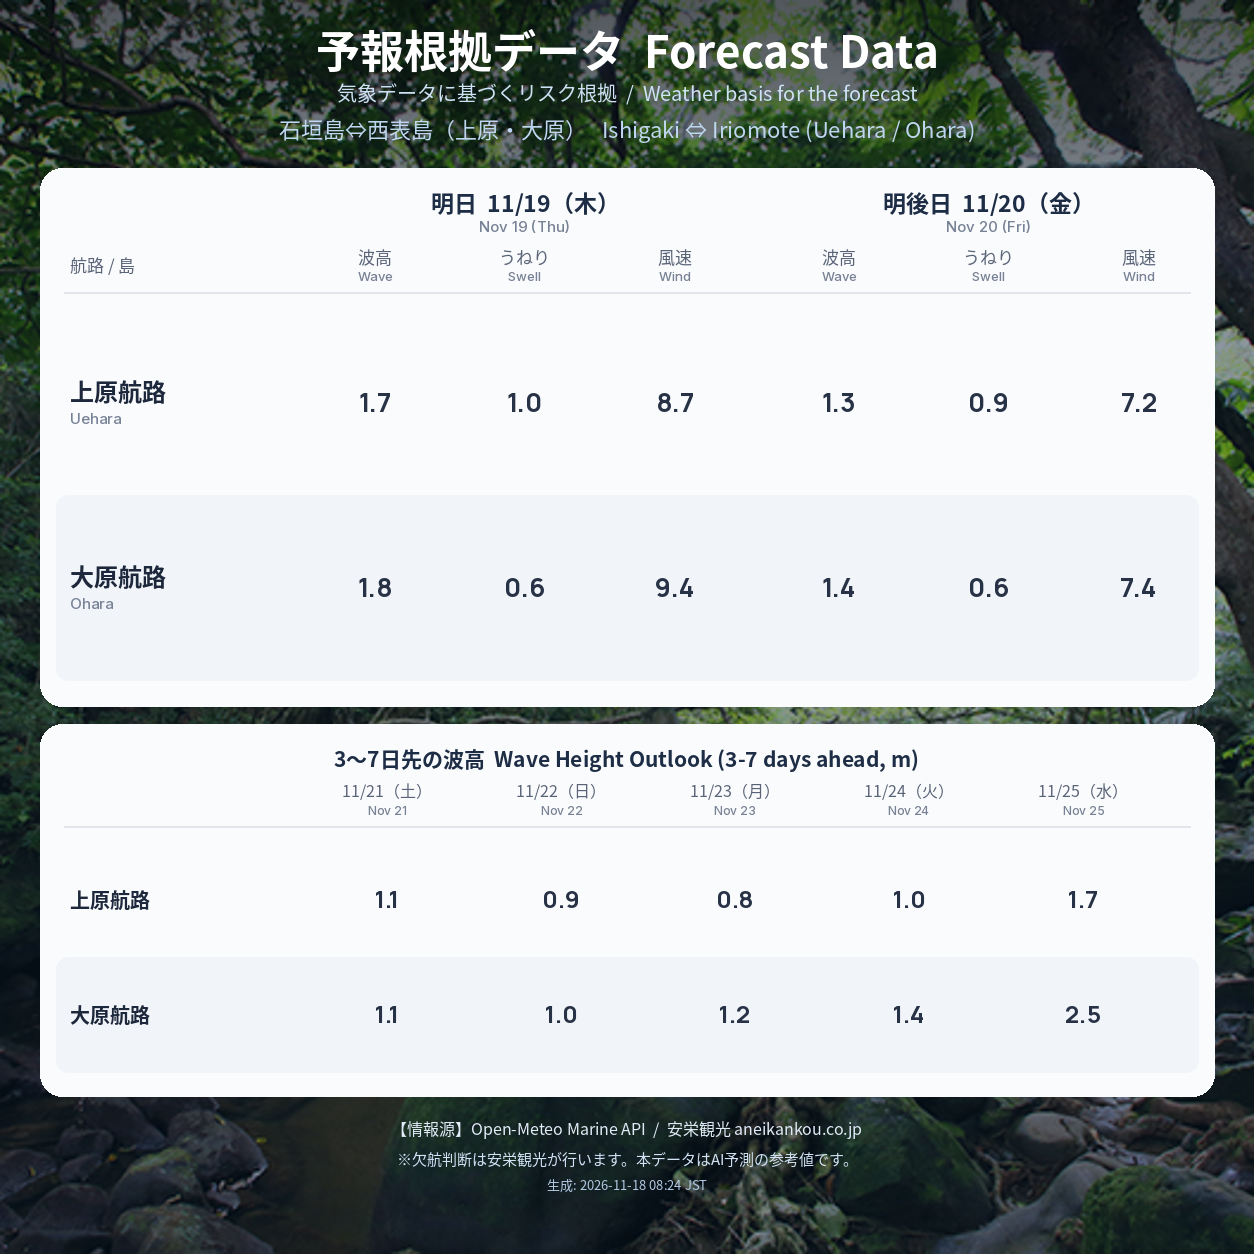 予報根拠データ Forecast Data
気象データに基づくリスク根拠 / Weather basis for the forecast
石垣島⇔西表島（上原・大原） Ishigaki ⇔ Iriomote (Uehara / Ohara)
明日 11/19（木） 明後日 11/20（金）
Nov 19 (Thu) Nov 20 (Fri)
航路 / 島 波高 うねり 風速 波高 うねり 風速
Wave Swell Wind Wave Swell Wind
上原航路 1.7 1.0 8.7 1.3 0.9 7.2
Uehara
大原航路 1.8 0.6 9.4 1.4 0.6 7.4
Ohara
3〜7日先の波高 Wave Height Outlook (3-7 days ahead, m)
11/21（土） 11/22（日） 11/23（月） 11/24（火） 11/25（水）
Nov 21 Nov 22 Nov 23 Nov 24 Nov 25
上原航路 1.1 0.9 0.8 1.0 1.7
大原航路 1.1 1.0 1.2 1.4 2.5
【情報源】Open-Meteo Marine API / 安栄観光 aneikankou.co.jp
※欠航判断は安栄観光が行います。本データはAI予測の参考値です。
生成: 2026-11-18 08:24 JST